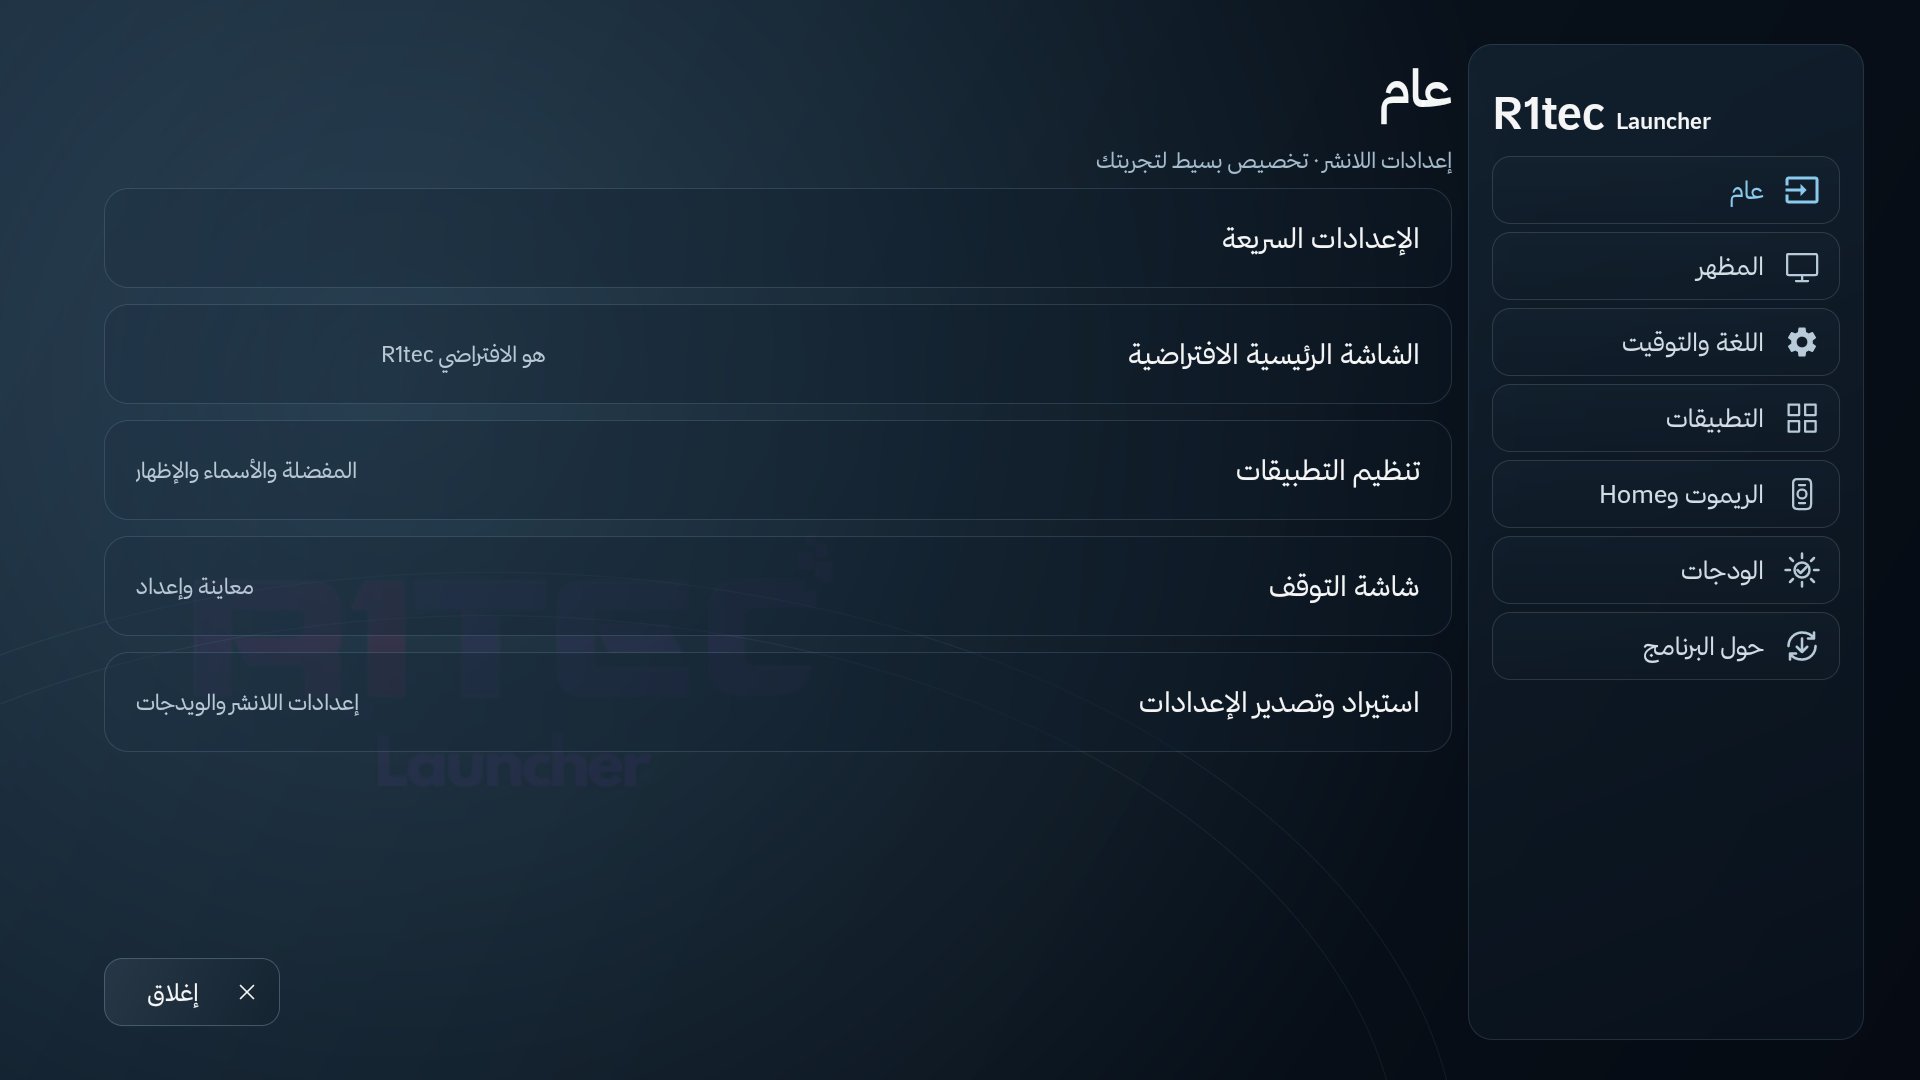 R1tec Launcher
عام
المظهر
اللغة والتوقيت
التطبيقات
الريموت وHome
الودجات
حول البرنامج
عام
إعدادات اللانشر · تخصيص بسيط لتجربتك
الإعدادات السريعة
الشاشة الرئيسية الافتراضية
R1tec هو الافتراضي
تنظيم التطبيقات
المفضلة والأسماء والإظهار
شاشة التوقف
معاينة وإعداد
استيراد وتصدير الإعدادات
إعدادات اللانشر والويدجات
R1TEC
Launcher
إغلاق